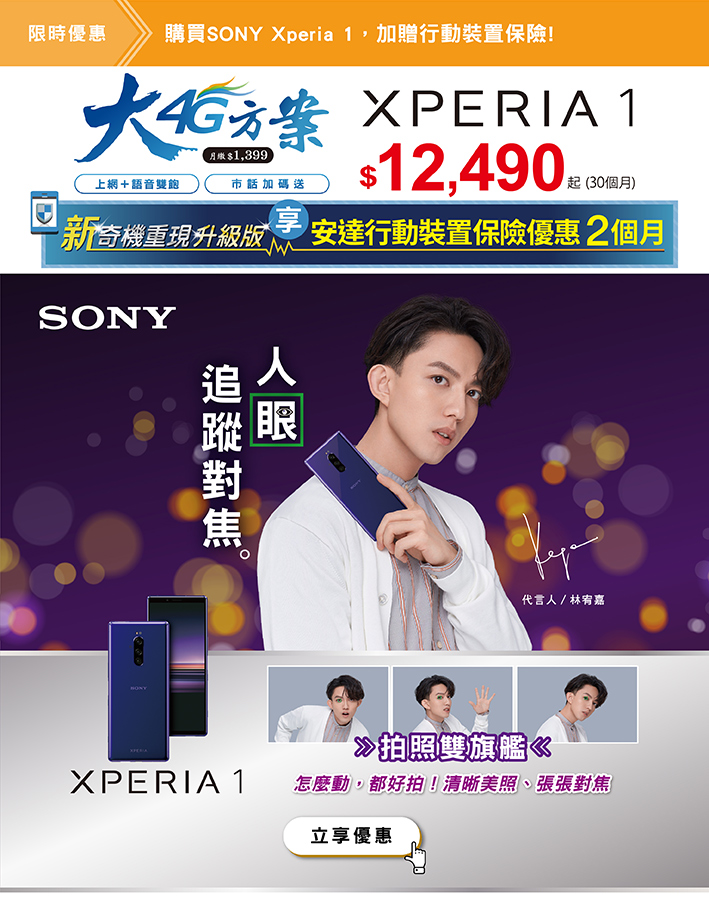 限時優惠
購買SONY Xperia 1，加贈行動裝置保險!
大4G方案
月繳$1,399
上網+語音雙飽
市話加碼送
XPERIA 1
$12,490起 (30個月)
新奇機重現升級版 享 安達行動裝置保險優惠2個月
SONY
人眼
追蹤對焦。
SONY
Yoga
代言人/林宥嘉
SONY
XPERIA
XPERIA 1
»拍照雙旗艦«
怎麼動，都好拍!清晰美照、張張對焦
立享優惠